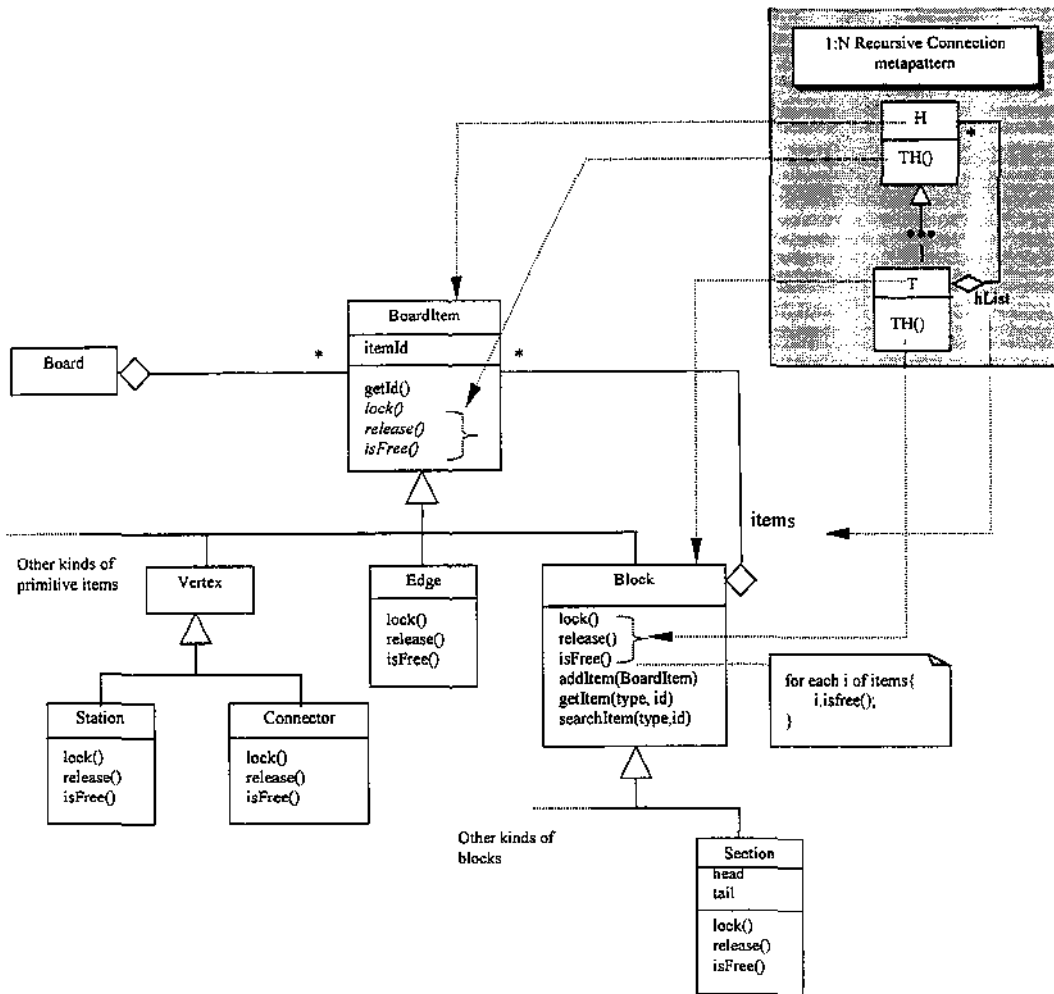 1:N Recursive Connection
metapattern
H
*
TH()
T
hList
TH()
BoardItem
itemId
getId()
lock()
release()
isFree()
Board
*
*
items
Other kinds of
primitive items
Vertex
Edge
lock()
release()
isFree()
Block
lock()
release()
isFree()
addItem(BoardItem)
getItem(type, id)
searchItem(type,id)
for each i of items{
i.isfree();
}
Station
lock()
release()
isFree()
Connector
lock()
release()
isFree()
Other kinds of
blocks
Section
head
tail
lock()
release()
isFree()